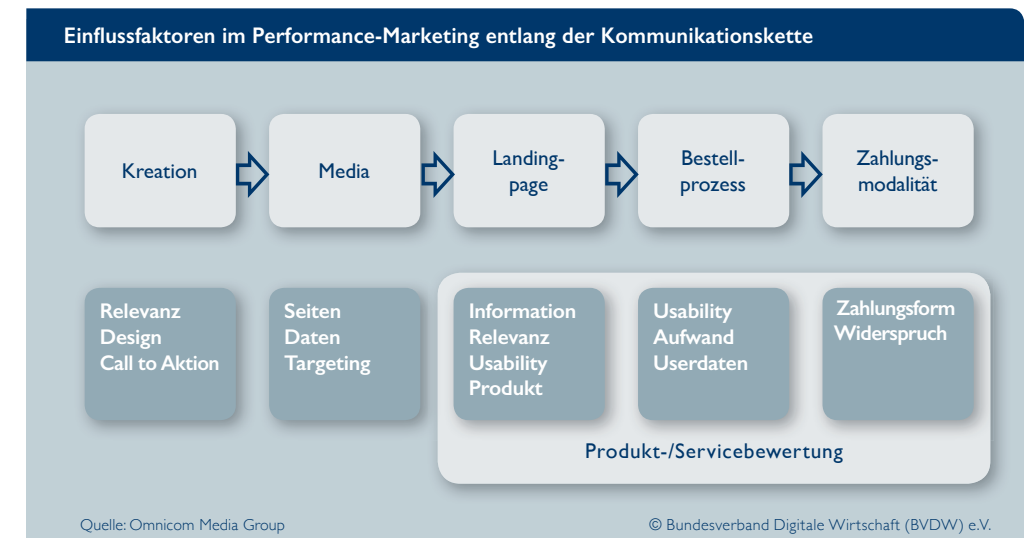 Einflussfaktoren im Performance-Marketing entlang der Kommunikationskette
Kreation
Media
Landing-
page
Bestell-
prozess
Zahlungs-
modalität
Relevanz
Design
Call to Aktion
Seiten
Daten
Targeting
Information
Relevanz
Usability
Produkt
Usability
Aufwand
Userdaten
Zahlungsform
Widerspruch
Produkt-/Servicebewertung
Quelle: Omnicom Media Group
© Bundesverband Digitale Wirtschaft (BVDW) e.V.